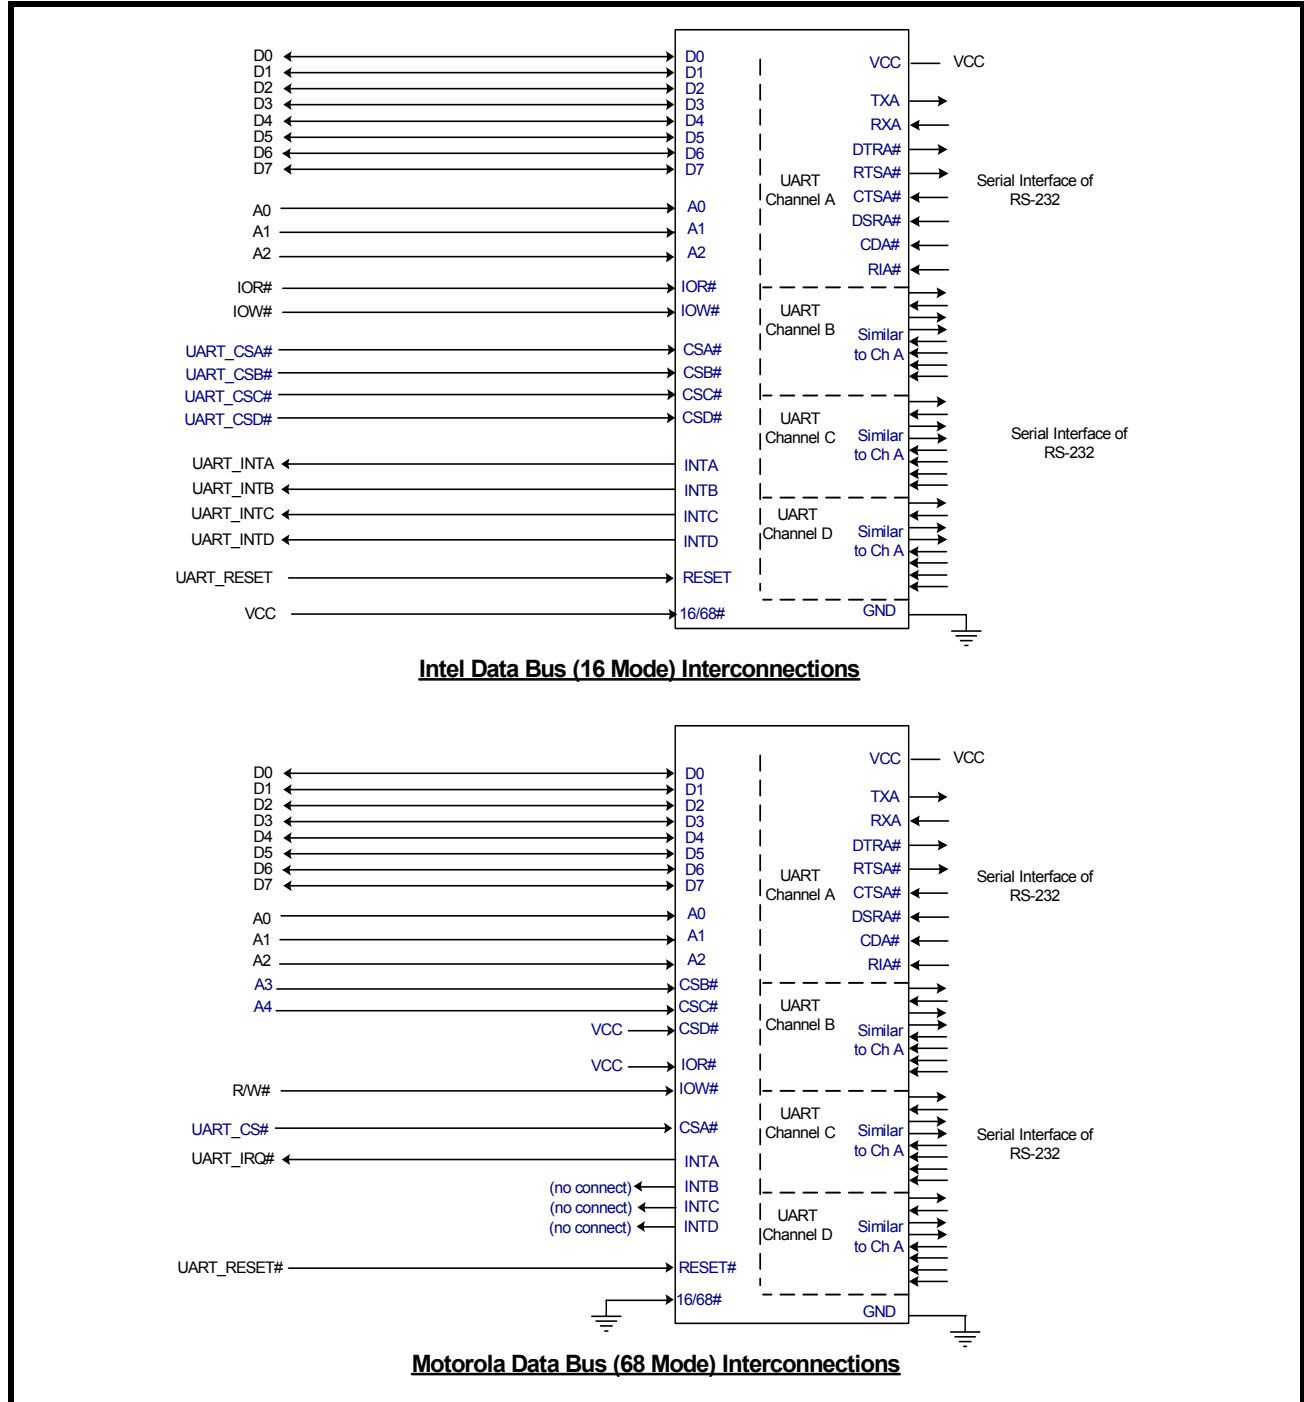 D0 D0
D1 D1
D2 D2
D3 D3
D4 D4
D5 D5
D6 D6
D7 D7
A0 A0
A1 A1
A2 A2
IOR# IOR#
IOW# IOW#
UART_CSA# CSA#
UART_CSB# CSB#
UART_CSC# CSC#
UART_CSD# CSD#
UART_INTA INTA
UART_INTB INTB
UART_INTC INTC
UART_INTD INTD
UART_RESET RESET
VCC 16/68#
UART
Channel A
VCC VCC
TXA
RXA
DTRA#
RTSA#
CTSA#
DSRA#
CDA#
RIA#
Serial Interface of
RS-232
UART
Channel B
Similar
to Ch A
UART
Channel C
Similar
to Ch A
Serial Interface of
RS-232
UART
Channel D
Similar
to Ch A
GND
Intel Data Bus (16 Mode) Interconnections
D0 D0
D1 D1
D2 D2
D3 D3
D4 D4
D5 D5
D6 D6
D7 D7
A0 A0
A1 A1
A2 A2
A3 CSB#
A4 CSC#
VCC CSD#
VCC IOR#
R/W# IOW#
UART_CS# CSA#
UART_IRQ# INTA
(no connect) INTB
(no connect) INTC
(no connect) INTD
UART_RESET# RESET#
16/68#
UART
Channel A
VCC VCC
TXA
RXA
DTRA#
RTSA#
CTSA#
DSRA#
CDA#
RIA#
Serial Interface of
RS-232
UART
Channel B
Similar
to Ch A
UART
Channel C
Similar
to Ch A
Serial Interface of
RS-232
UART
Channel D
Similar
to Ch A
GND
Motorola Data Bus (68 Mode) Interconnections